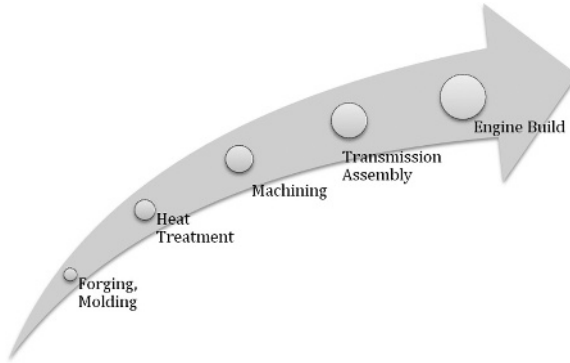 Forging,
Molding
Heat
Treatment
Machining
Transmission
Assembly
Engine Build